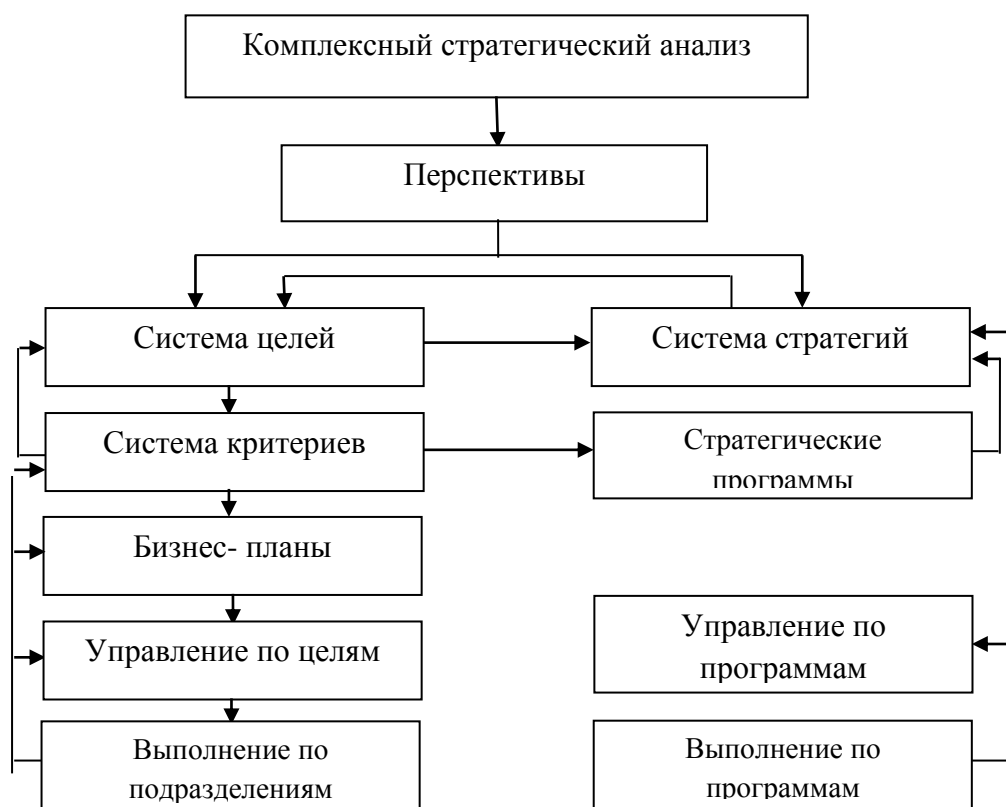 Комплексный стратегический анализ
Перспективы
Система целей
Система стратегий
Система критериев
Стратегические
программы
Бизнес- планы
Управление по целям
Управление по
программам
Выполнение по
подразделениям
Выполнение по
программам